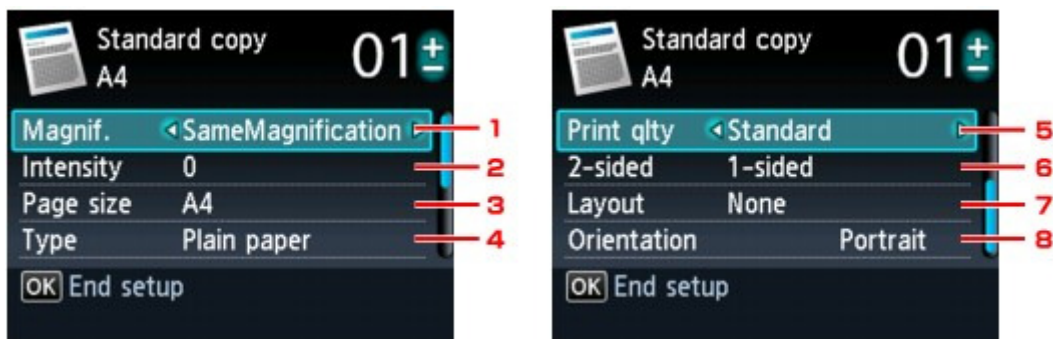 Standard copy
A4
01
Magnif. SameMagnification 1
Intensity 0 2
Page size A4 3
Type Plain paper 4
OK End setup
Standard copy
A4
01
Print qlty Standard 5
2-sided 1-sided 6
Layout None 7
Orientation Portrait 8
OK End setup